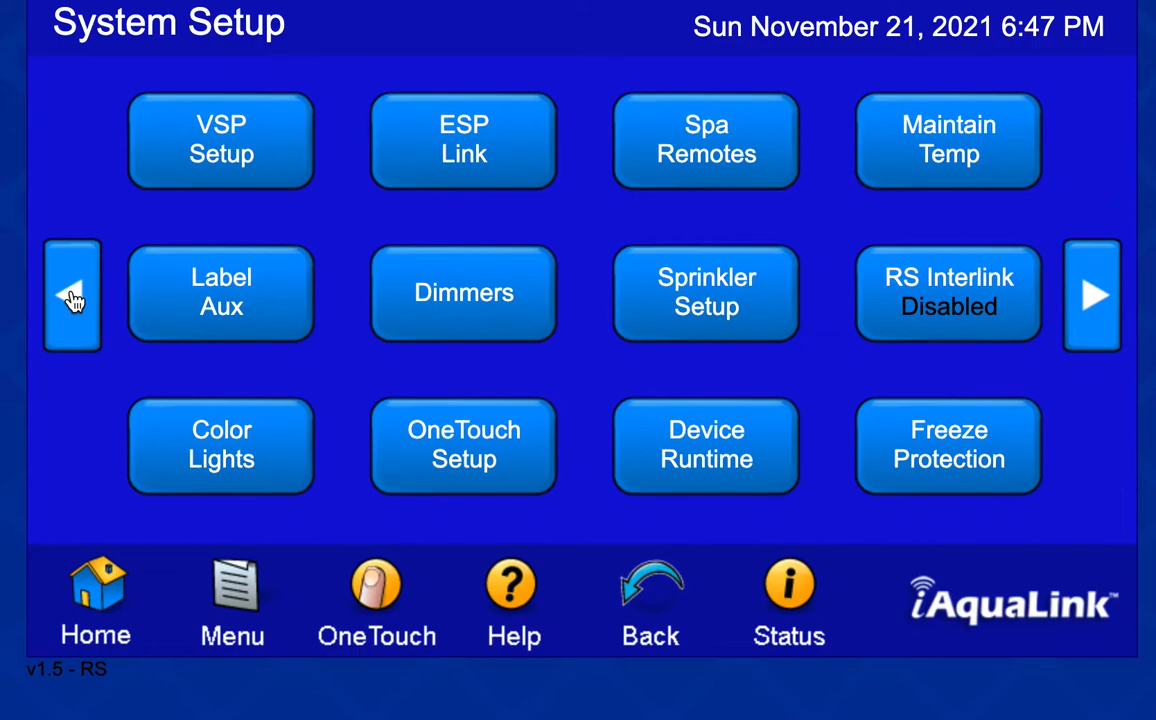 System Setup
Sun November 21, 2021 6:47 PM
VSP
Setup
ESP
Link
Spa
Remotes
Maintain
Temp
Label
Aux
Dimmers
Sprinkler
Setup
RS Interlink
Disabled
Color
Lights
OneTouch
Setup
Device
Runtime
Freeze
Protection
Home
Menu
OneTouch
Help
Back
Status
iAquaLink™
v1.5 - RS